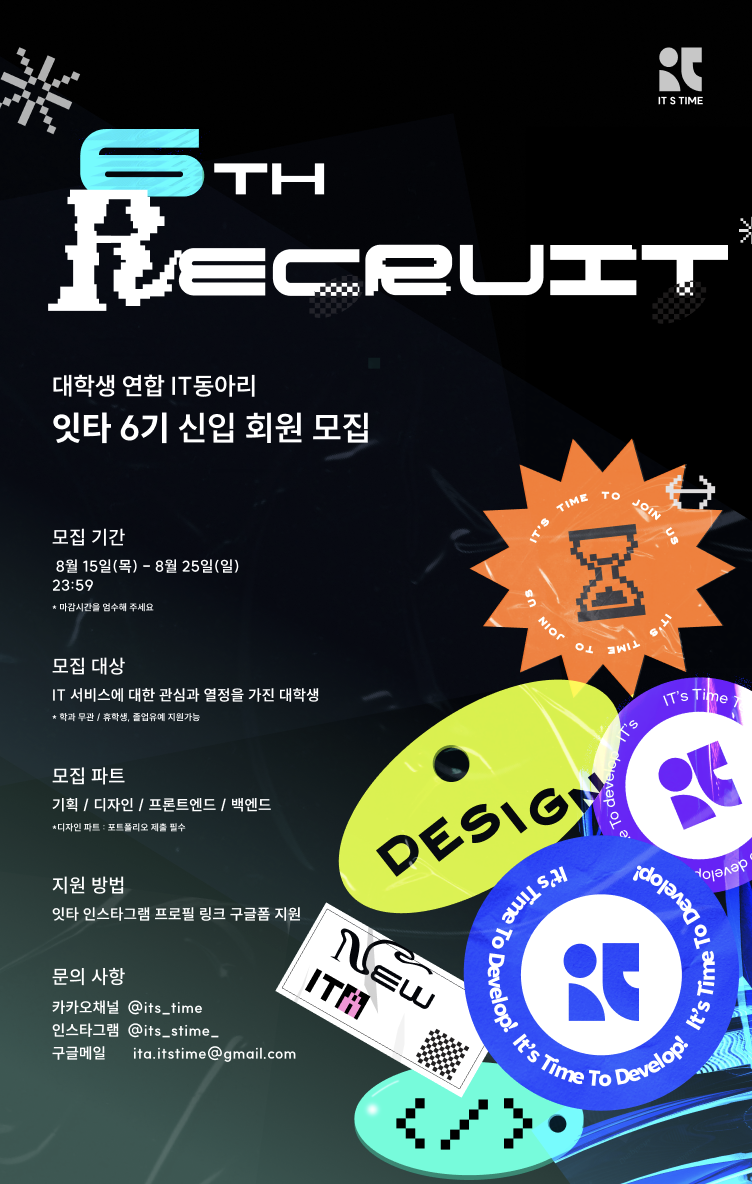 IT S TIME
6TH
RECRUIT
대학생 연합 IT동아리
잇타 6기 신입 회원 모집
모집 기간
8월 15일(목) - 8월 25일(일)
23:59
* 마감시간을 엄수해 주세요
모집 대상
IT 서비스에 대한 관심과 열정을 가진 대학생
* 학과 무관 / 휴학생, 졸업유예 지원가능
모집 파트
기획 / 디자인 / 프론트엔드 / 백엔드
*디자인 파트 : 포트폴리오 제출 필수
지원 방법
잇타 인스타그램 프로필 링크 구글폼 지원
문의 사항
카카오채널 @its_time
인스타그램 @its_stime_
구글메일 ita.itstime@gmail.com
IT'S TIME TO JOIN US
IT'S TIME TO JOIN US
DESIGN
IT's Time T
e To develop! IT's
o develop
NEW
ITA
It's Time To Develop!
It's Time To Develop!
It's Time To Develop!
</>